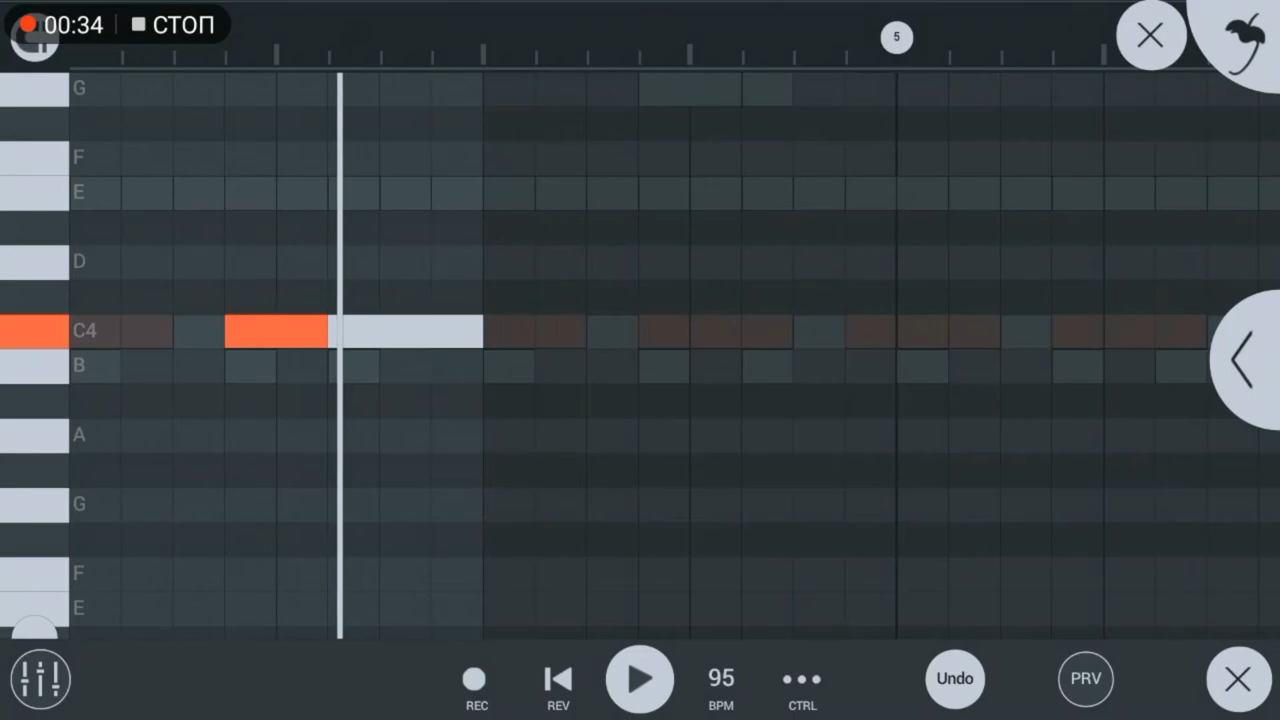 00:34 СТОП
5
G
F
E
D
C4
B
A
G
F
E
REC
REV
95
BPM
CTRL
Undo
PRV